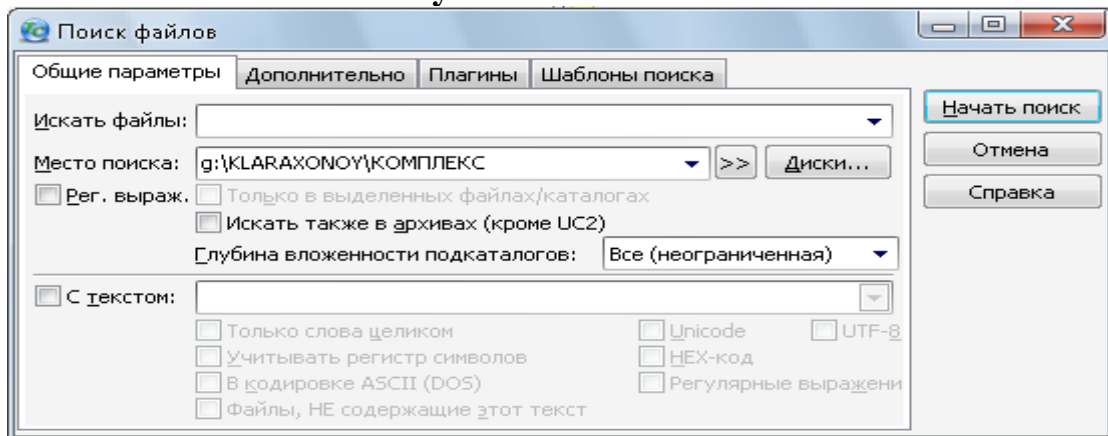 Поиск файлов
Общие параметры Дополнительно Плагины Шаблоны поиска
Искать файлы:
Начать поиск
Место поиска: g:\KLARAXONOY\КОМПЛЕКС >> Диски...
Отмена
Рег. выраж. Только в выделенных файлах/каталогах
Справка
Искать также в архивах (кроме UC2)
Глубина вложенности подкаталогов: Все (неограниченная)
С текстом:
Только слова целиком Unicode UTF-8
Учитывать регистр символов HEX-код
В кодировке ASCII (DOS) Регулярные выражени
Файлы, НЕ содержащие этот текст